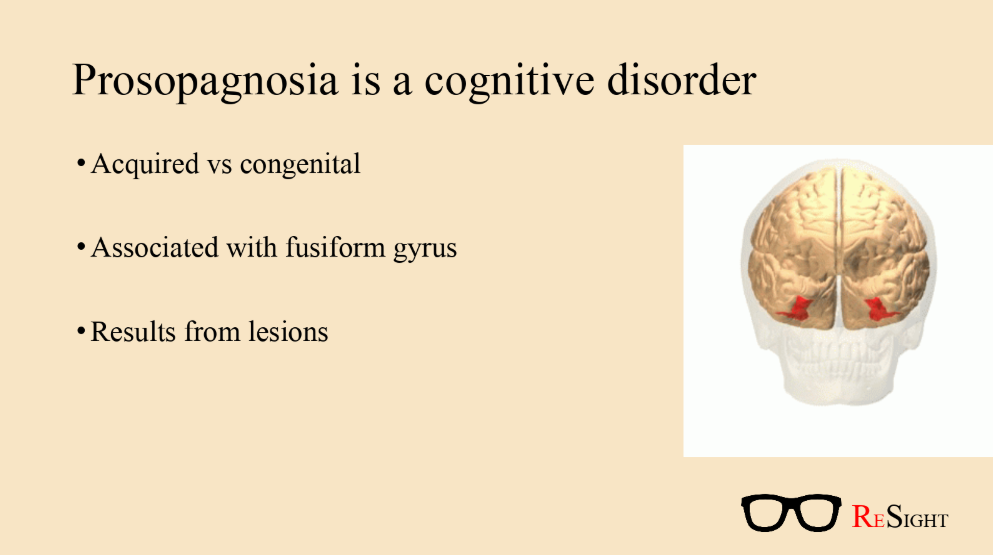 Prosopagnosia is a cognitive disorder
• Acquired vs congenital
• Associated with fusiform gyrus
• Results from lesions
RESIGHT